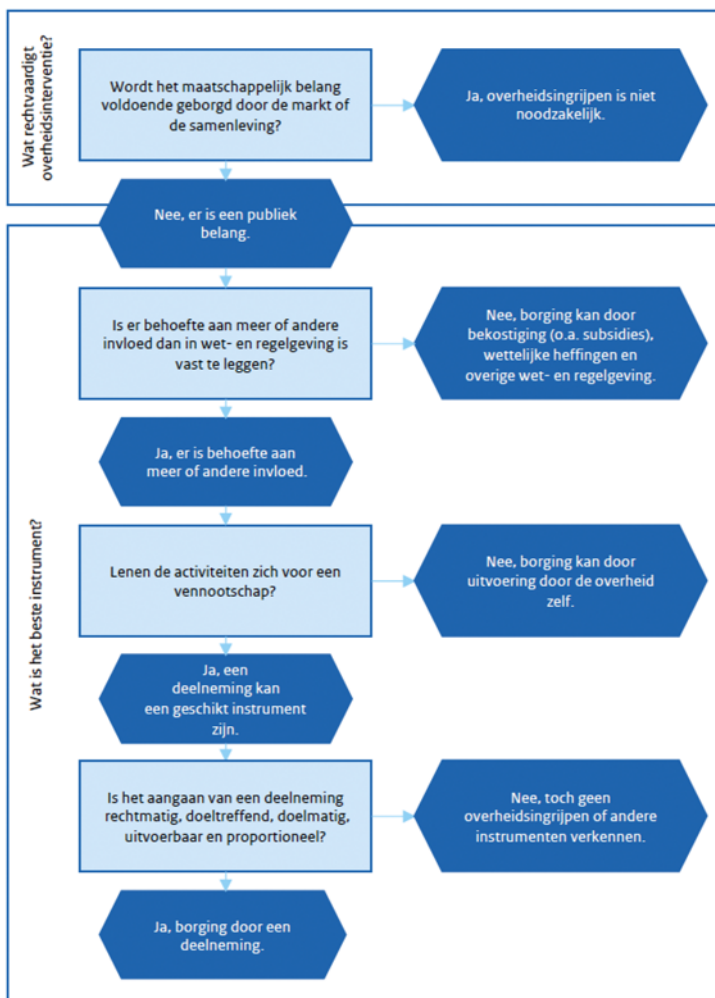 Wat rechtvaardigt
overheidsinterventie?
Wordt het maatschappelijk belang
voldoende geborgd door de markt of
de samenleving?
Ja, overheidsingrijpen is niet
noodzakelijk.
Nee, er is een publiek
belang.
Wat is het beste instrument?
Is er behoefte aan meer of andere
invloed dan in wet- en regelgeving is
vast te leggen?
Nee, borging kan door
bekostiging (o.a. subsidies),
wettelijke heffingen en
overige wet- en regelgeving.
Ja, er is behoefte aan
meer of andere invloed.
Lenen de activiteiten zich voor een
vennootschap?
Nee, borging kan door
uitvoering door de overheid
zelf.
Ja, een
deelneming kan
een geschikt instrument
zijn.
Is het aangaan van een deelneming
rechtmatig, doeltreffend, doelmatig,
uitvoerbaar en proportioneel?
Nee, toch geen
overheidsingrijpen of andere
instrumenten verkennen.
Ja, borging door een
deelneming.